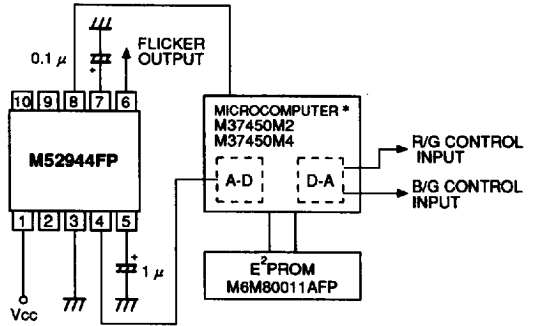 0.1 μ
+
FLICKER
OUTPUT
10 9 8 7 6
M52944FP
1 2 3 4 5
Vcc
+
1 μ
MICROCOMPUTER *
M37450M2
M37450M4
A-D
D-A
R/G CONTROL
INPUT
B/G CONTROL
INPUT
E²PROM
M6M80011AFP